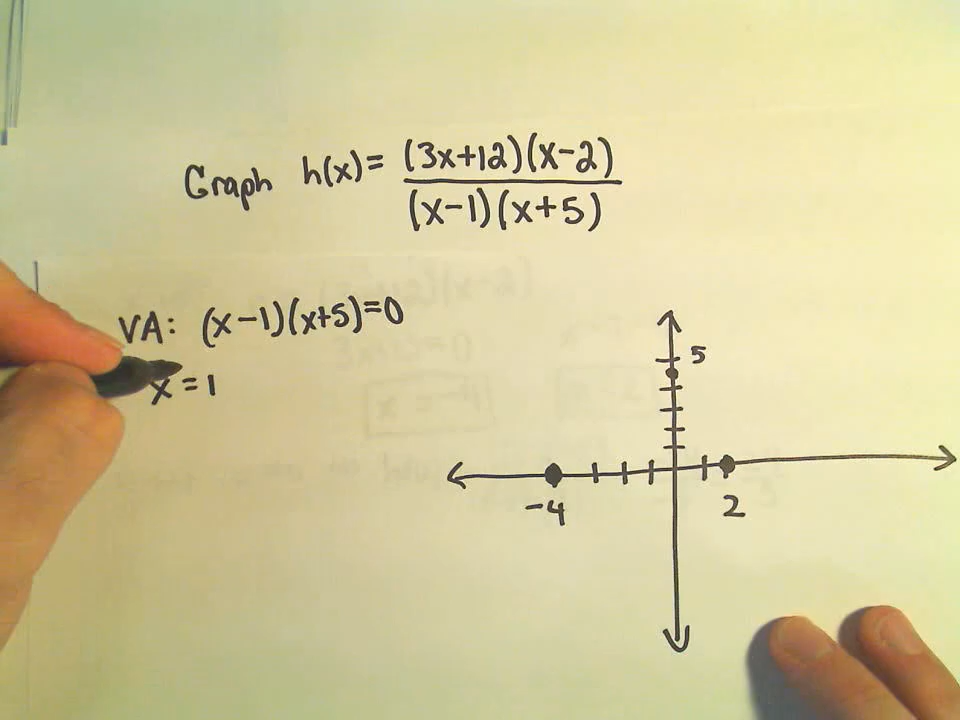 Graph h(x) = (3x+12)(x-2)
(x-1)(x+5)
VA: (x-1)(x+5)=0
x = 1
5
-4
2